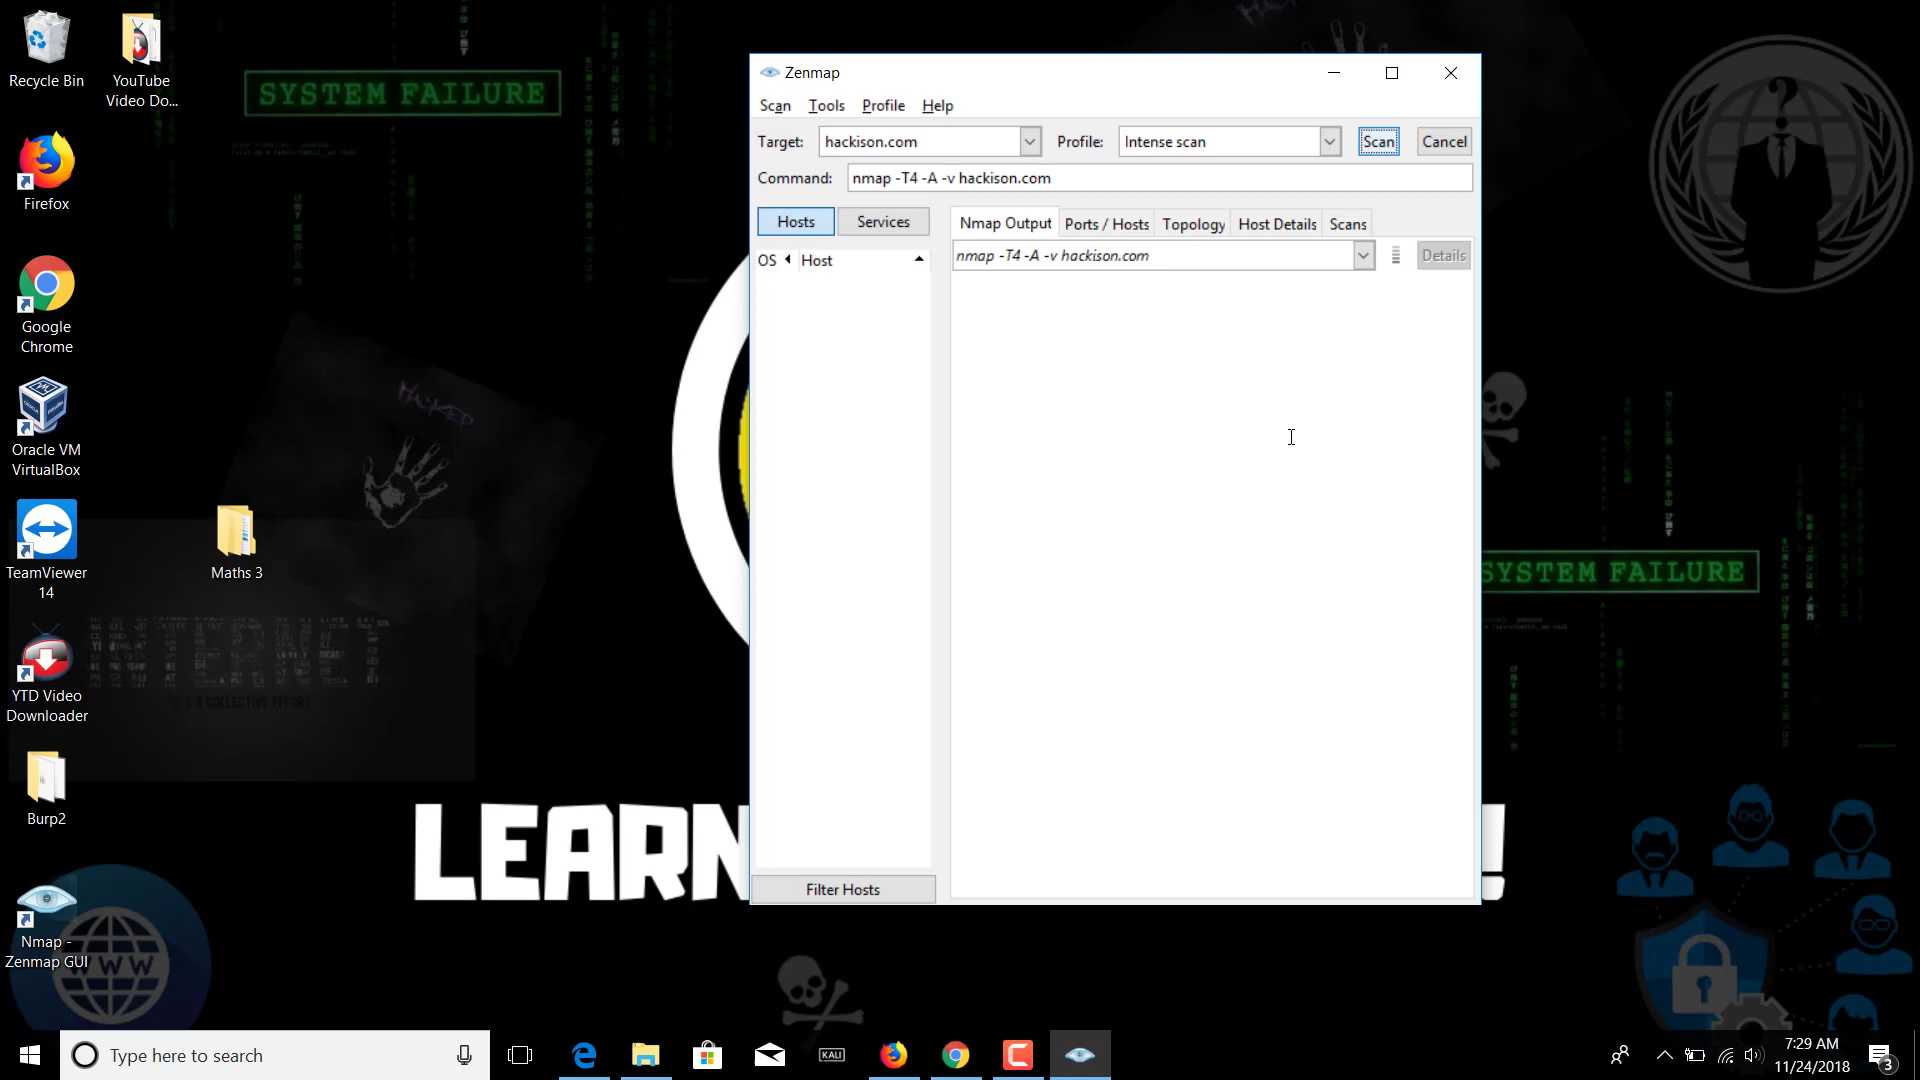 Recycle Bin
YouTube
Video Do...
SYSTEM FAILURE
Firefox
Google
Chrome
HACKED
Oracle VM
VirtualBox
TeamViewer
14
Maths 3
YTD Video
Downloader
Burp2
Nmap -
Zenmap GUI
WWW
LEARN
!
SYSTEM FAILURE
Zenmap
Scan Tools Profile Help
Target: hackison.com Profile: Intense scan Scan Cancel
Command: nmap -T4 -A -v hackison.com
Hosts Services
Nmap Output Ports / Hosts Topology Host Details Scans
OS Host
nmap -T4 -A -v hackison.com Details
Filter Hosts
Type here to search
KALI
7:29 AM
11/24/2018
3